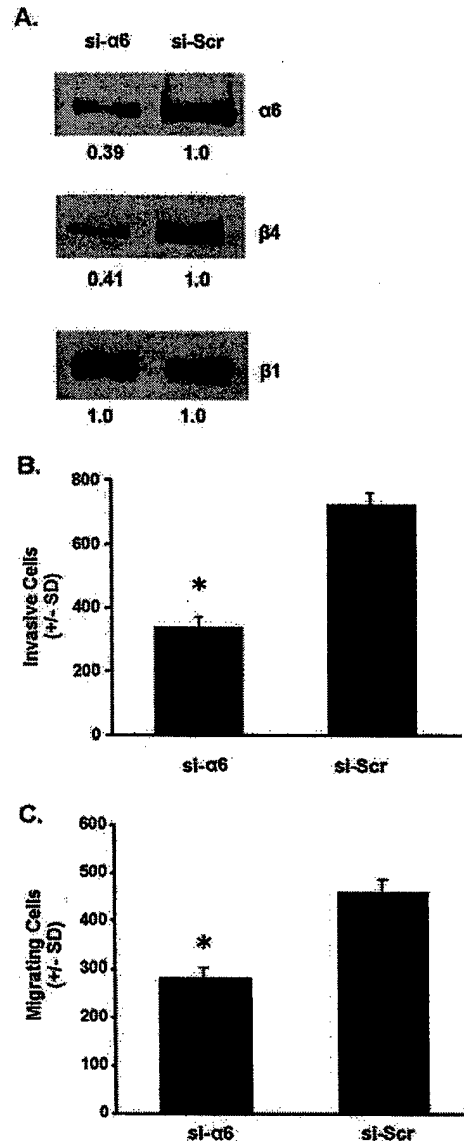 A.
si-α6 si-Scr
α6
0.39 1.0
β4
0.41 1.0
β1
1.0 1.0
B.
800
600
400
200
0
Invasive Cells
(+/- SD)
*
si-α6 si-Scr
C.
600
500
400
300
200
100
0
Migrating Cells
(+/- SD)
*
si-α6 si-Scr